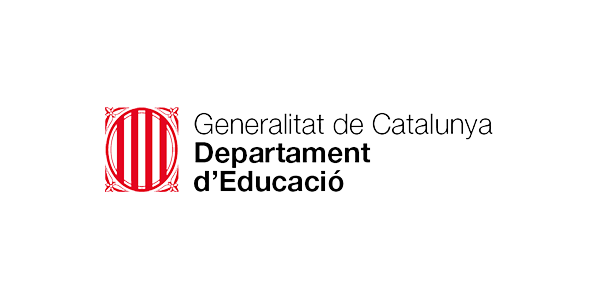 Generalitat de Catalunya
Departament
d’Educació